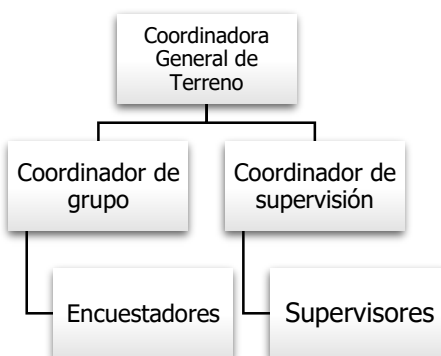 Coordinadora
General de
Terreno
Coordinador de
grupo
Coordinador de
supervisión
Encuestadores
Supervisores